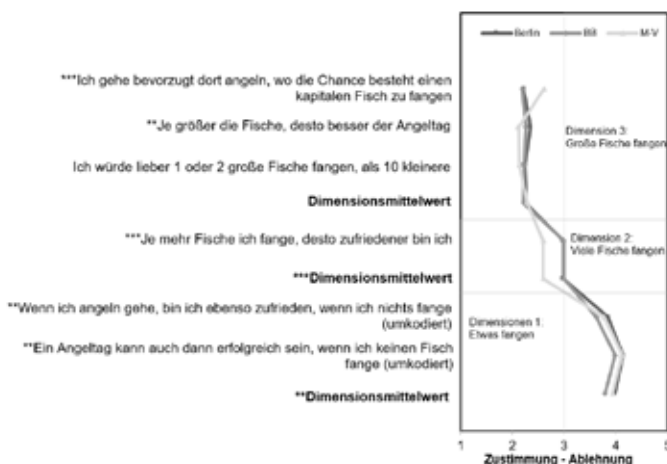 Berlin BB M-V
***Ich gehe bevorzugt dort angeln, wo die Chance besteht einen
kapitalen Fisch zu fangen
**Je größer die Fische, desto besser der Angeltag
Dimension 3:
Große Fische fangen
Ich würde lieber 1 oder 2 große Fische fangen, als 10 kleinere
Dimensionsmittelwert
***Je mehr Fische ich fange, desto zufriedener bin ich
Dimension 2:
Viele Fische fangen
***Dimensionsmittelwert
**Wenn ich angeln gehe, bin ich ebenso zufrieden, wenn ich nichts fange
(umkodiert)
Dimensionen 1:
Etwas fangen
**Ein Angeltag kann auch dann erfolgreich sein, wenn ich keinen Fisch
fange (umkodiert)
**Dimensionsmittelwert
1 2 3 4 5
Zustimmung - Ablehnung